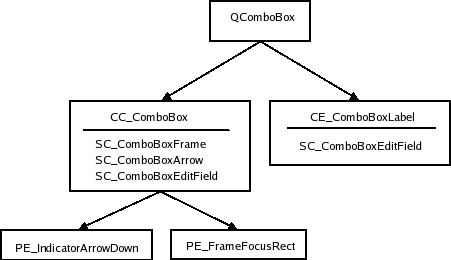 QComboBox
CC_ComboBox
SC_ComboBoxFrame
SC_ComboBoxArrow
SC_ComboBoxEditField
CE_ComboBoxLabel
SC_ComboBoxEditField
PE_IndicatorArrowDown
PE_FrameFocusRect